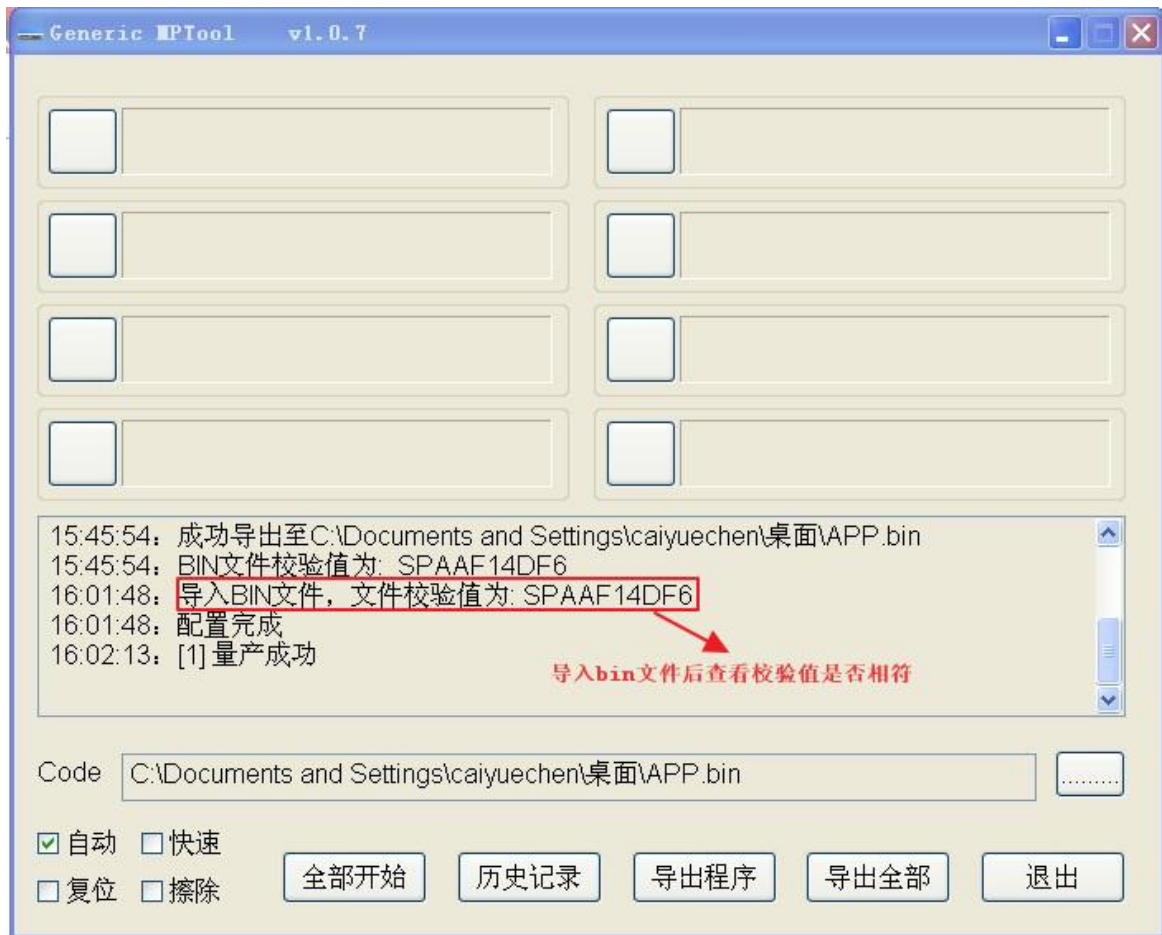 Generic MPTool v1.0.7
15:45:54：成功导出至C:\Documents and Settings\caiyuechen\桌面\APP.bin
15:45:54：BIN文件校验值为: SPAAF14DF6
16:01:48：导入BIN文件，文件校验值为: SPAAF14DF6
16:01:48：配置完成
16:02:13：[1] 量产成功
导入bin文件后查看校验值是否相符
Code C:\Documents and Settings\caiyuechen\桌面\APP.bin .........
自动 快速
复位 擦除 全部开始 历史记录 导出程序 导出全部 退出